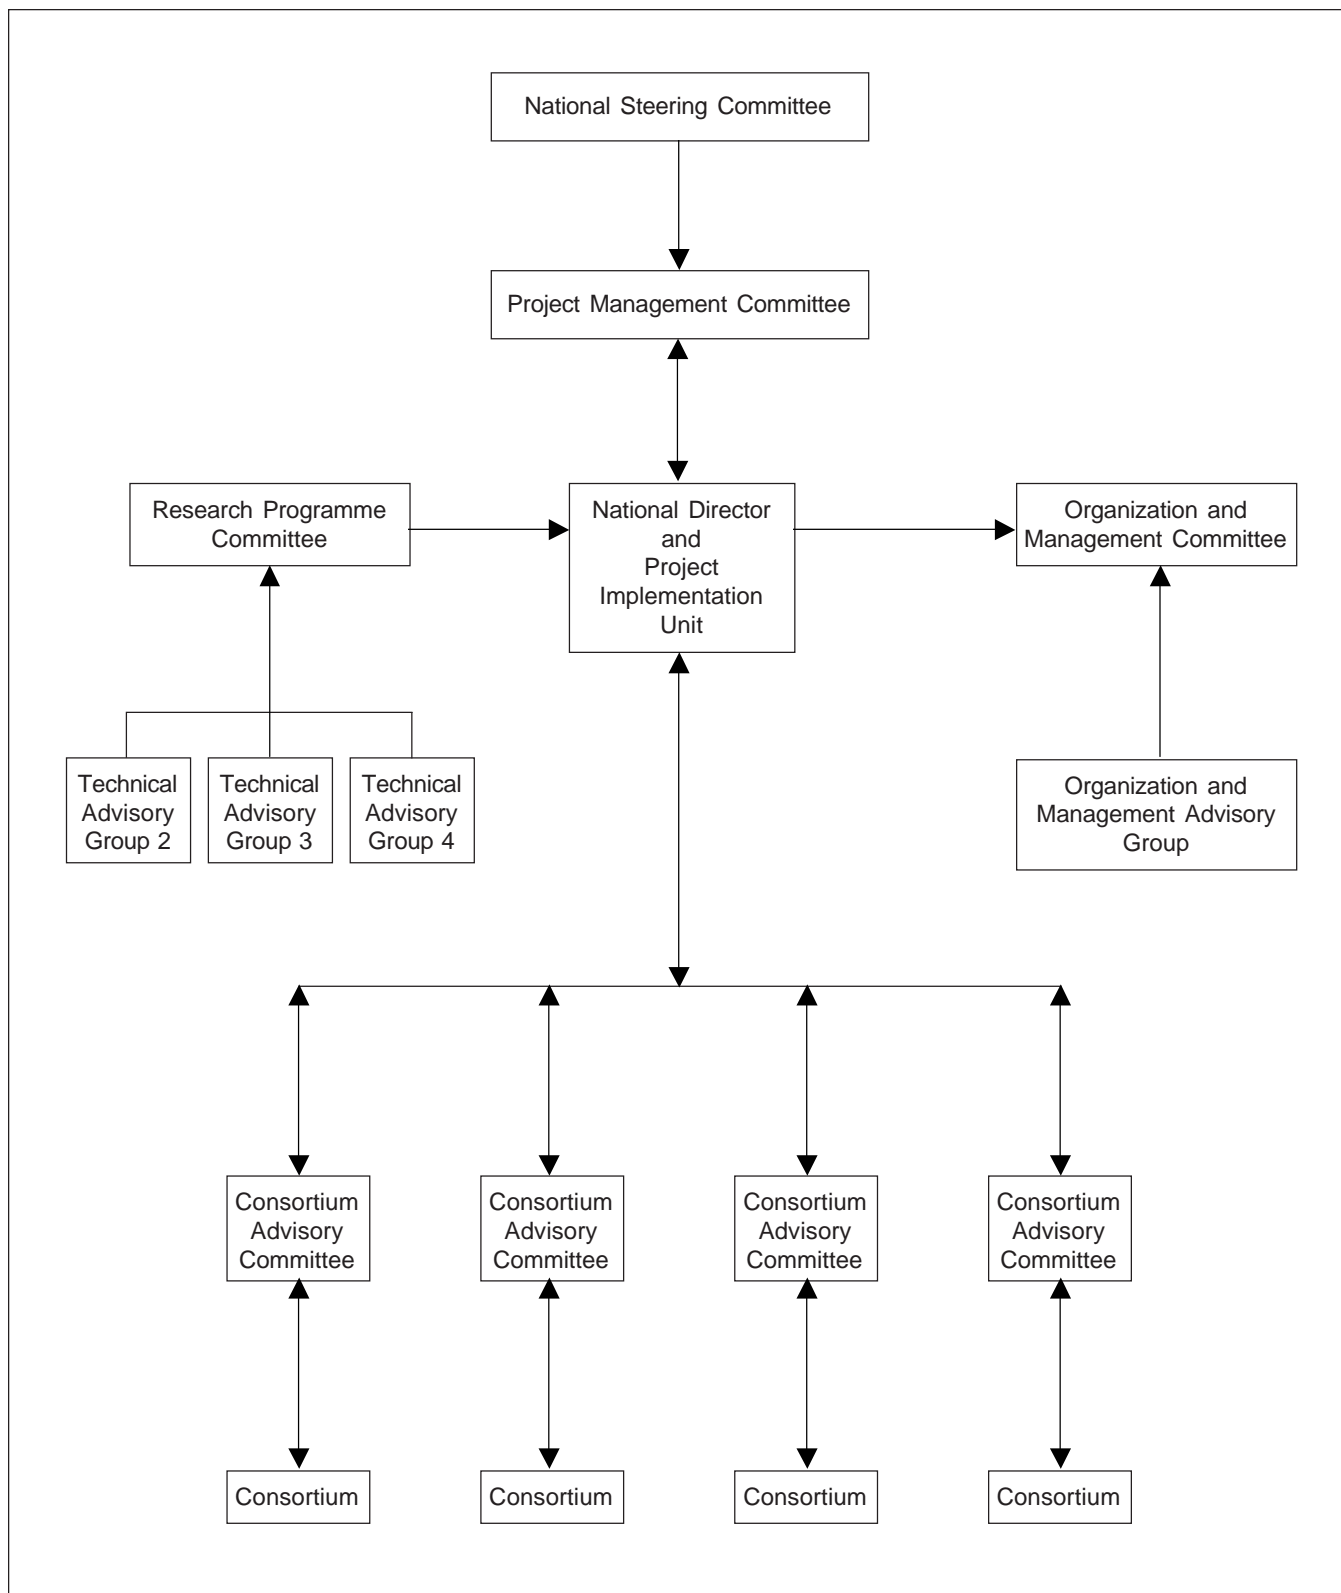 National Steering Committee
Project Management Committee
Research Programme
Committee
National Director
and
Project
Implementation
Unit
Organization and
Management Committee
Technical
Advisory
Group 2
Technical
Advisory
Group 3
Technical
Advisory
Group 4
Organization and
Management Advisory
Group
Consortium
Advisory
Committee
Consortium
Advisory
Committee
Consortium
Advisory
Committee
Consortium
Advisory
Committee
Consortium
Consortium
Consortium
Consortium